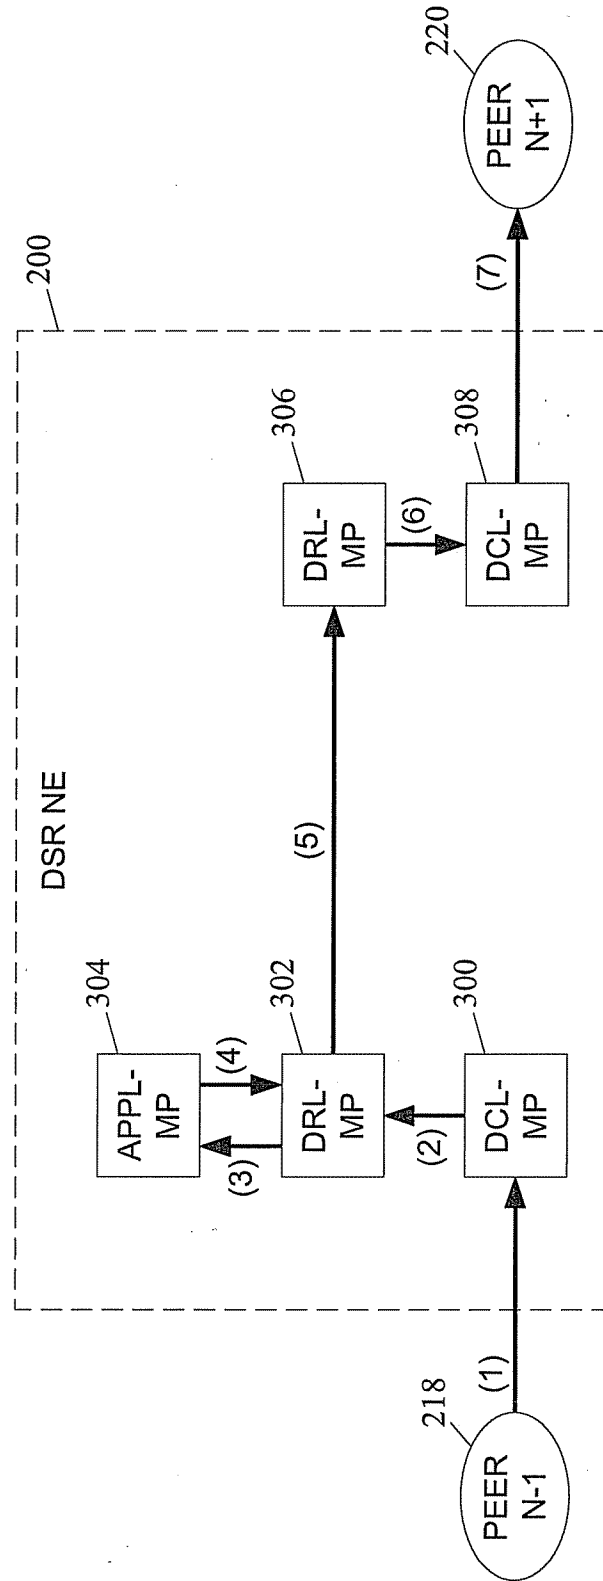 DSR NE
200
304
APPL-
MP
(3)
(4)
302
DRL-
MP
(5)
306
DRL-
MP
(2)
(6)
218
PEER
N-1
(1)
300
DCL-
MP
308
DCL-
MP
(7)
220
PEER
N+1